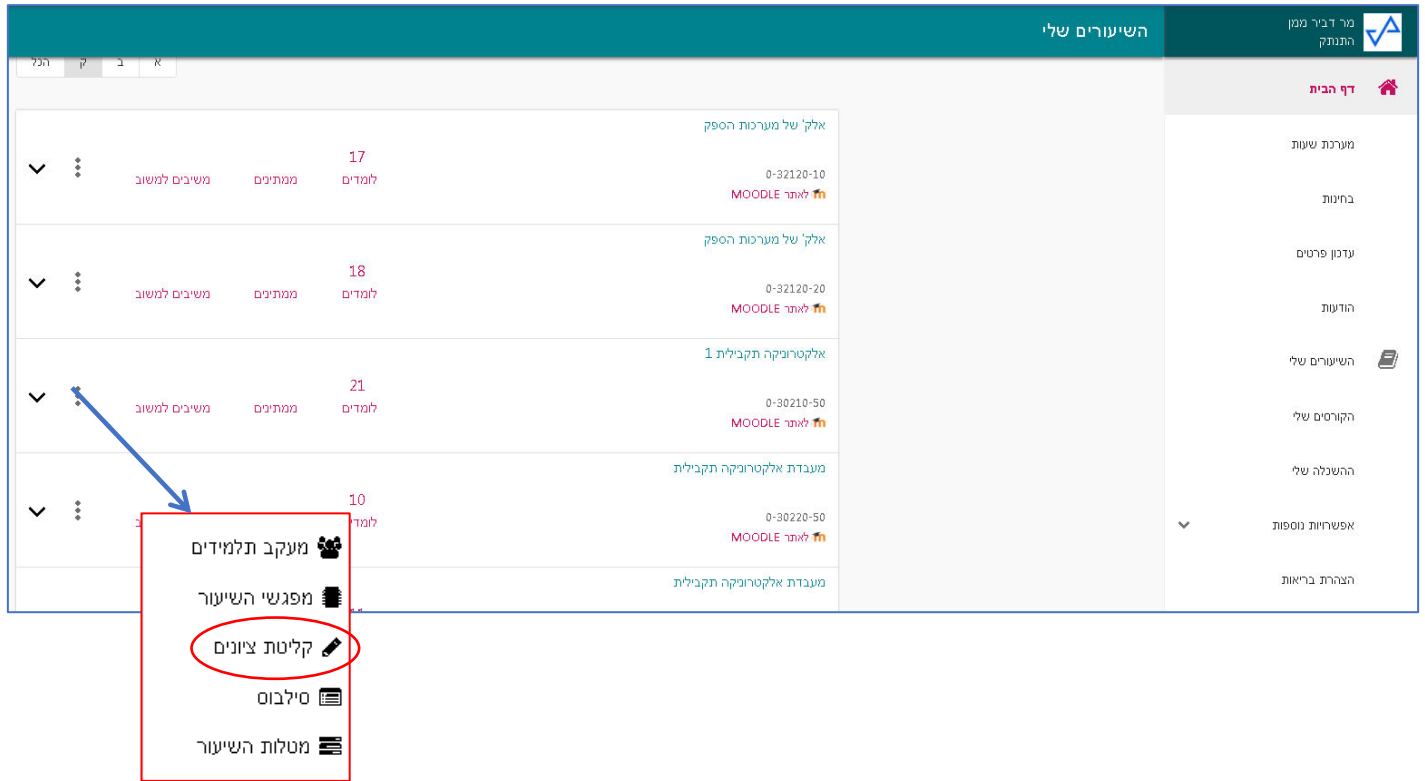 מר דביר ממן
התנתק
השיעורים שלי
דף הבית
מערכת שעות
בחינות
עדכון פרטים
הודעות
השיעורים שלי
הקורסים שלי
ההשכלה שלי
אפשרויות נוספות
הצהרת בריאות
א ב ק הכל
אלק' של מערכות הספק
17
0-32120-10
לומדים ממתינים משיבים למשוב
לאתר MOODLE
אלק' של מערכות הספק
18
0-32120-20
לומדים ממתינים משיבים למשוב
לאתר MOODLE
אלקטרוניקה תקבילית 1
21
0-30210-50
לומדים ממתינים משיבים למשוב
לאתר MOODLE
מעבדת אלקטרוניקה תקבילית
10
0-30220-50
לאתר MOODLE
מעבדת אלקטרוניקה תקבילית
מעקב תלמידים
מפגשי השיעור
קליטת ציונים
סילבוס
מטלות השיעור